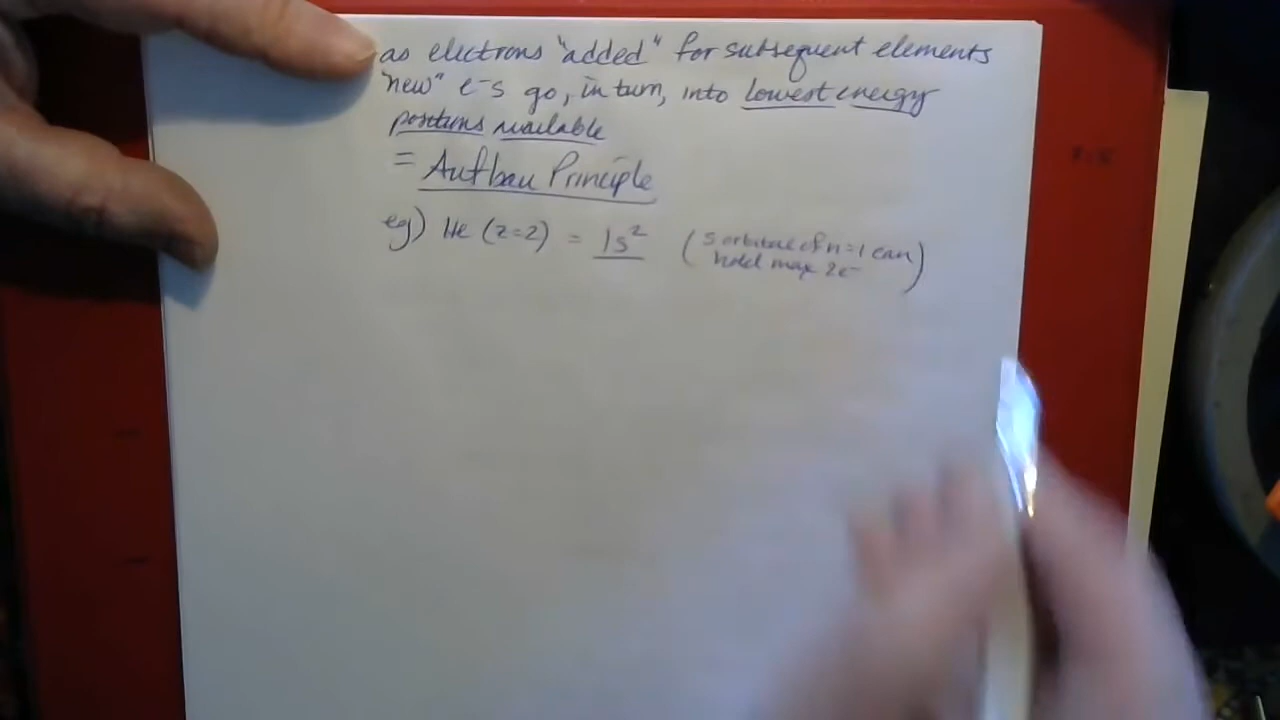 as electrons "added" for subsequent elements
"new" e⁻s go, in turn, into lowest energy
positions available
= Aufbau Principle
eg) He (z=2) = 1s² (s orbital of n=1 can
hold max 2e⁻)